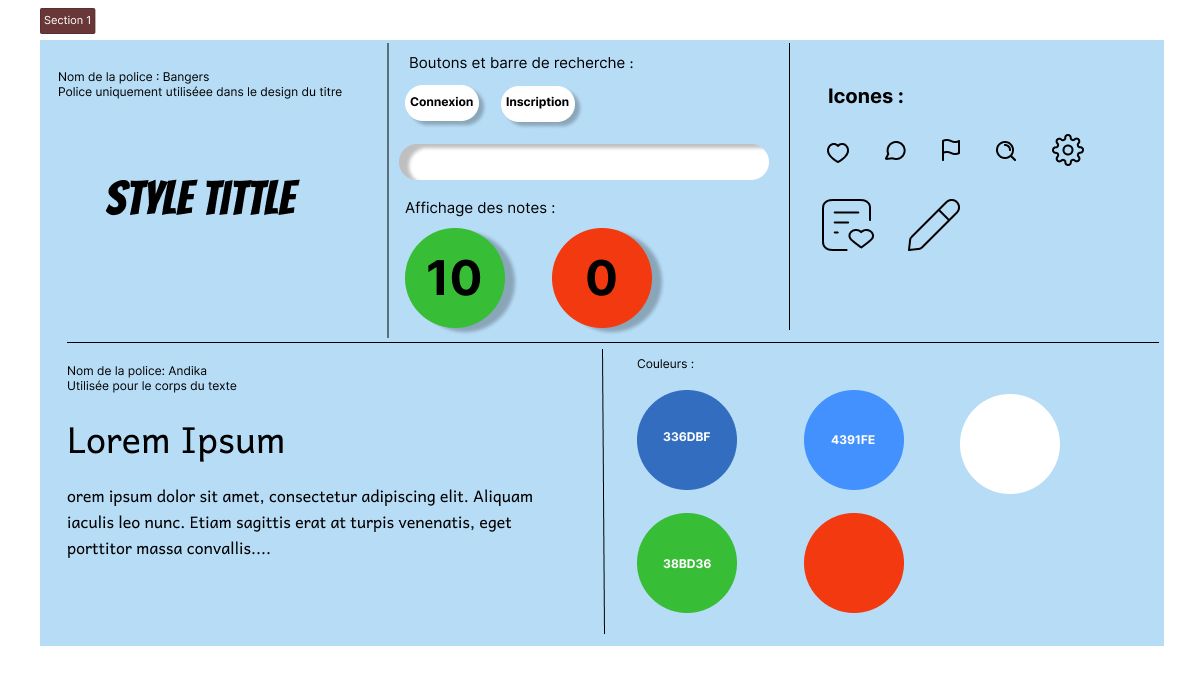 Section 1
Nom de la police : Bangers
Police uniquement utiliséee dans le design du titre
STYLE TITTLE
Boutons et barre de recherche :
Connexion
Inscription
Affichage des notes :
10
0
Icones :
Nom de la police: Andika
Utilisée pour le corps du texte
Lorem Ipsum
orem ipsum dolor sit amet, consectetur adipiscing elit. Aliquam
iaculis leo nunc. Etiam sagittis erat at turpis venenatis, eget
porttitor massa convallis....
Couleurs :
336DBF
4391FE
38BD36